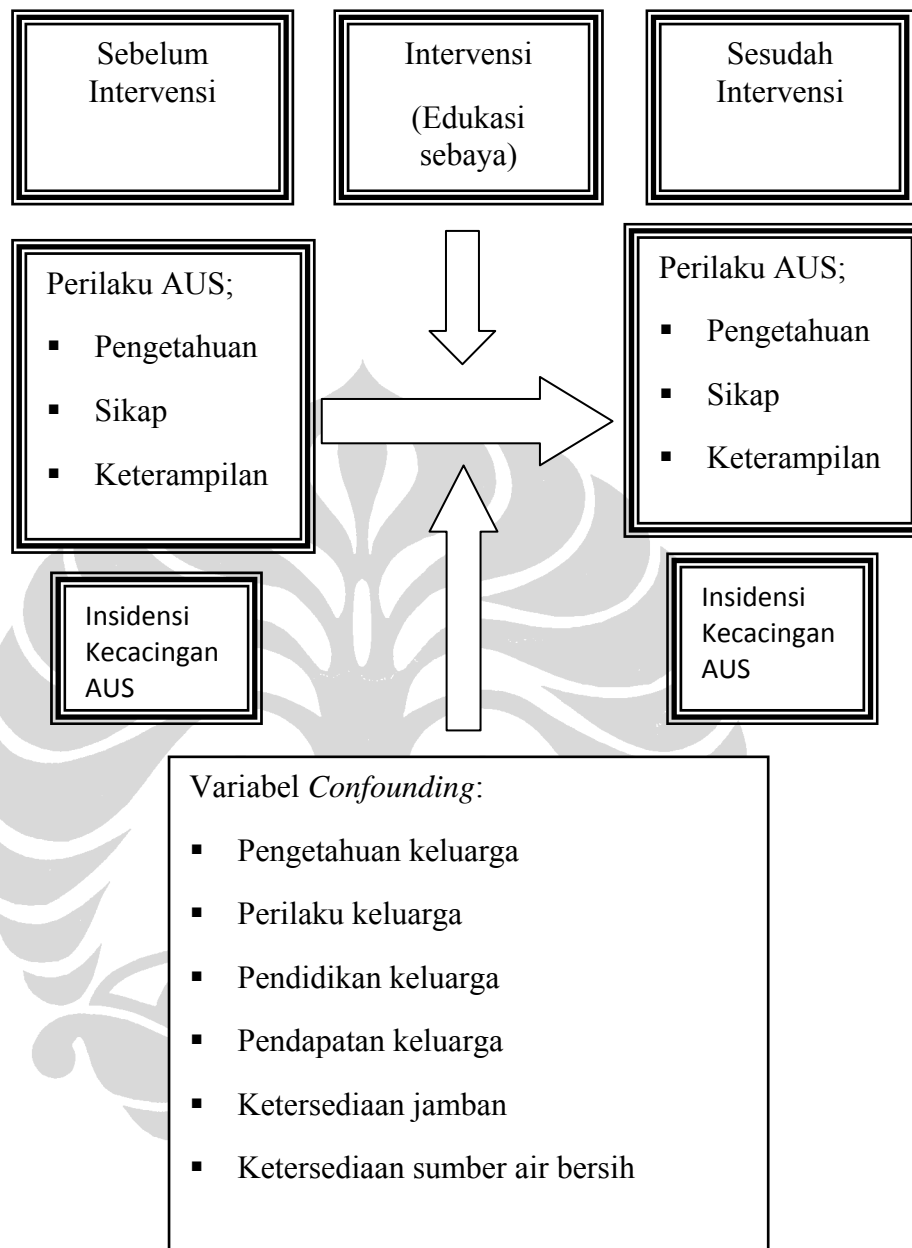 Sebelum
Intervensi
Intervensi
(Edukasi
sebaya)
Sesudah
Intervensi
Perilaku AUS;
▪ Pengetahuan
▪ Sikap
▪ Keterampilan
Perilaku AUS;
▪ Pengetahuan
▪ Sikap
▪ Keterampilan
Insidensi
Kecacingan
AUS
Insidensi
Kecacingan
AUS
Variabel Confounding:
▪ Pengetahuan keluarga
▪ Perilaku keluarga
▪ Pendidikan keluarga
▪ Pendapatan keluarga
▪ Ketersediaan jamban
▪ Ketersediaan sumber air bersih